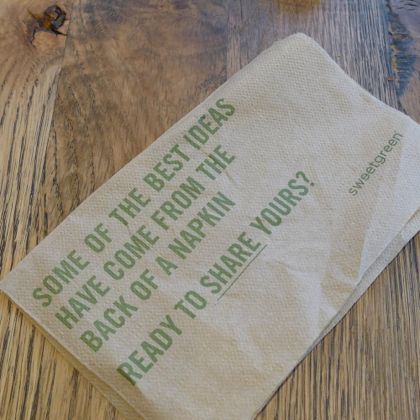 SOME OF THE BEST IDEAS
HAVE COME FROM THE
BACK OF A NAPKIN
READY TO SHARE YOURS?
sweetgreen